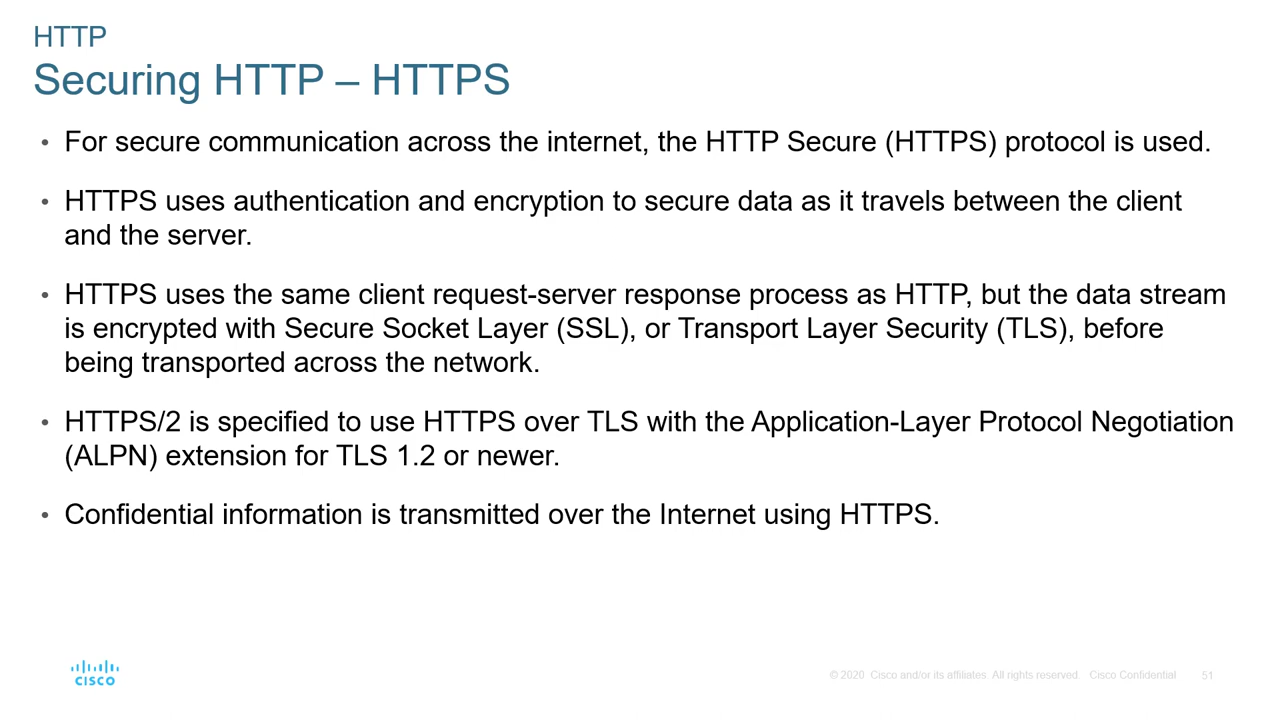 HTTP
Securing HTTP – HTTPS
• For secure communication across the internet, the HTTP Secure (HTTPS) protocol is used.
• HTTPS uses authentication and encryption to secure data as it travels between the client
and the server.
• HTTPS uses the same client request-server response process as HTTP, but the data stream
is encrypted with Secure Socket Layer (SSL), or Transport Layer Security (TLS), before
being transported across the network.
• HTTPS/2 is specified to use HTTPS over TLS with the Application-Layer Protocol Negotiation
(ALPN) extension for TLS 1.2 or newer.
• Confidential information is transmitted over the Internet using HTTPS.
CISCO
© 2020 Cisco and/or its affiliates. All rights reserved. Cisco Confidential 51